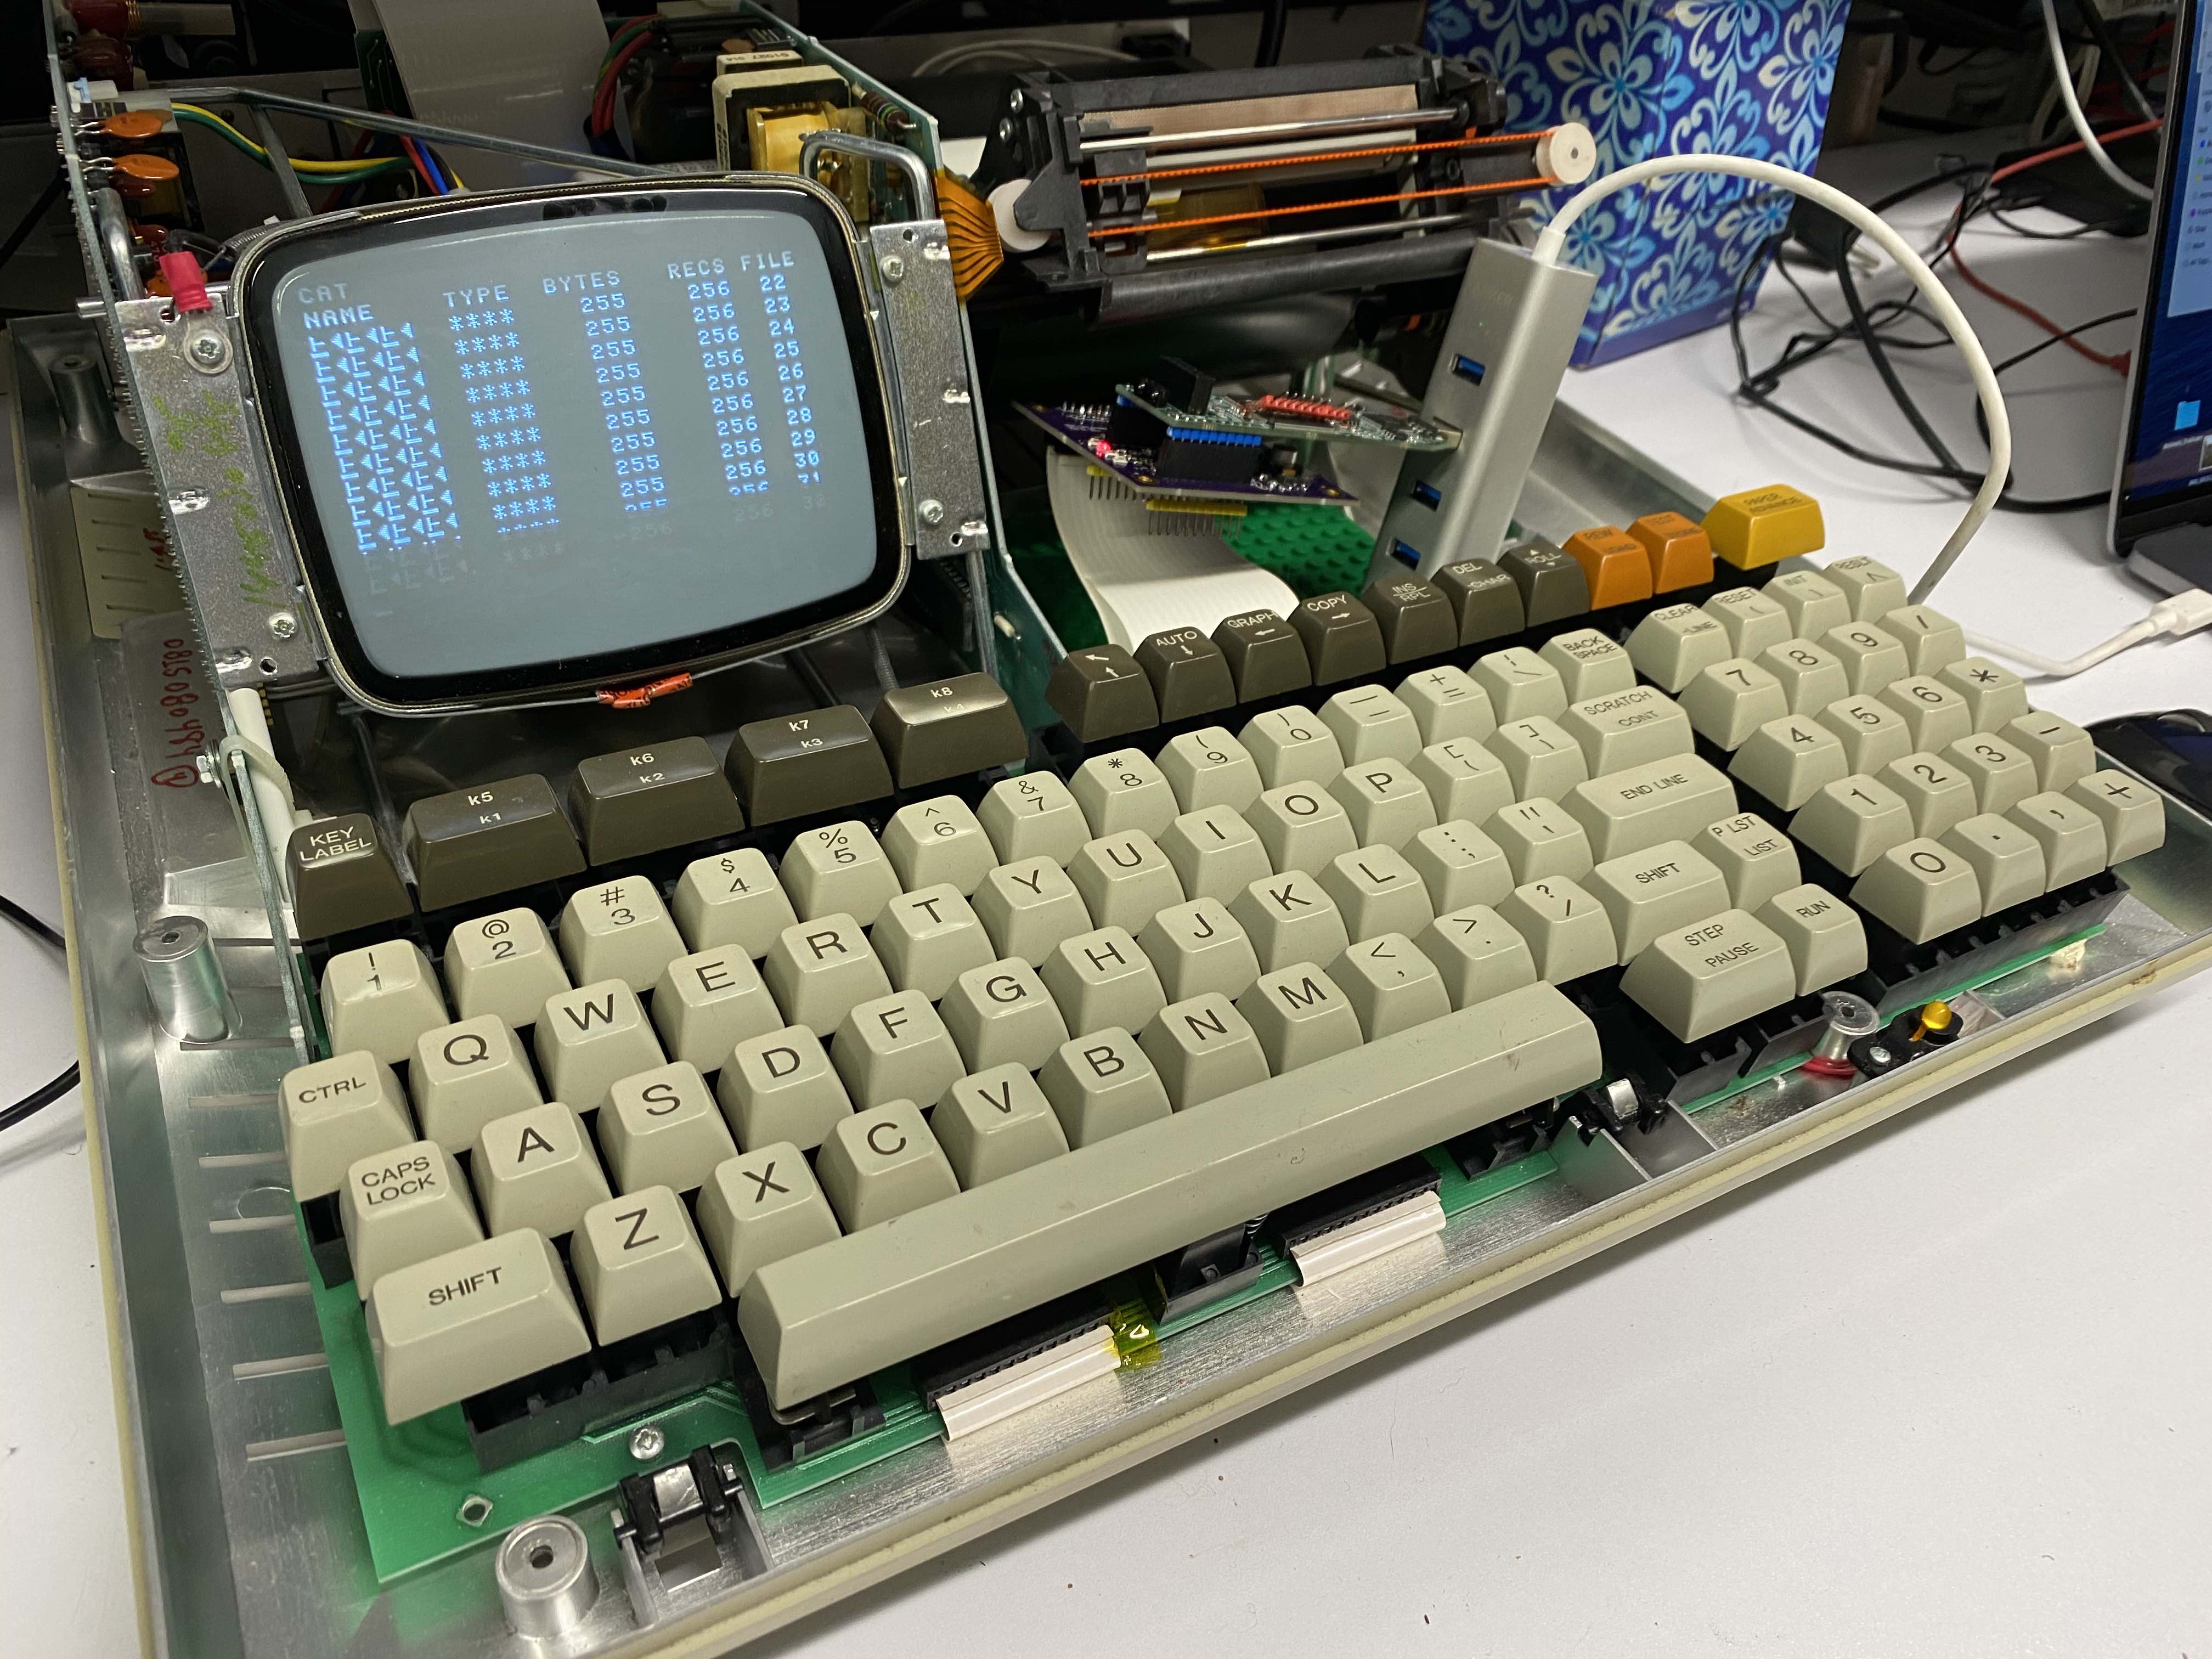 CAT
NAME TYPE BYTES RECS FILE
**** 255 256 22
**** 255 256 23
**** 255 256 24
**** 255 256 25
**** 255 256 26
**** 255 256 27
**** 255 256 28
**** 255 256 29
**** 255 256 30
KEY LABEL
k5
k1
k6
k2
k7
k3
k8
k4
AUTO
GRAPH
COPY
INS
RPL
DEL
-CHAR
ROLL
REW
PAPER
ADVANCE
! 1
@ 2
# 3
$ 4
% 5
^ 6
& 7
* 8
( 9
) 0
+ =
BACK SPACE
CLEAR
-LINE
RESET
INIT
CTRL
Q W E R T Y U I O P
SCRATCH
CONT
7 8 9 /
CAPS LOCK
A S D F G H J K L
: ;
" '
END LINE
4 5 6 *
SHIFT
Z X C V B N M
< ,
> .
? /
SHIFT
P LST
LIST
1 2 3 -
STEP
PAUSE
RUN
0 . , +